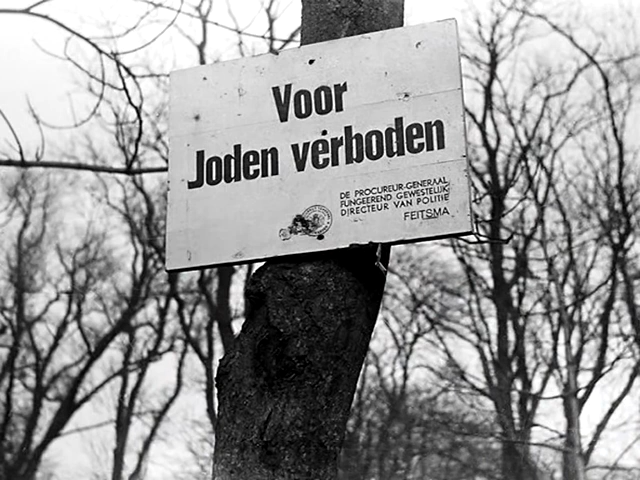 Voor
Joden verboden
DE PROCUREUR-GENERAAL
FUNGEEREND GEWESTELIJK
DIRECTEUR VAN POLITIE
FEITSMA